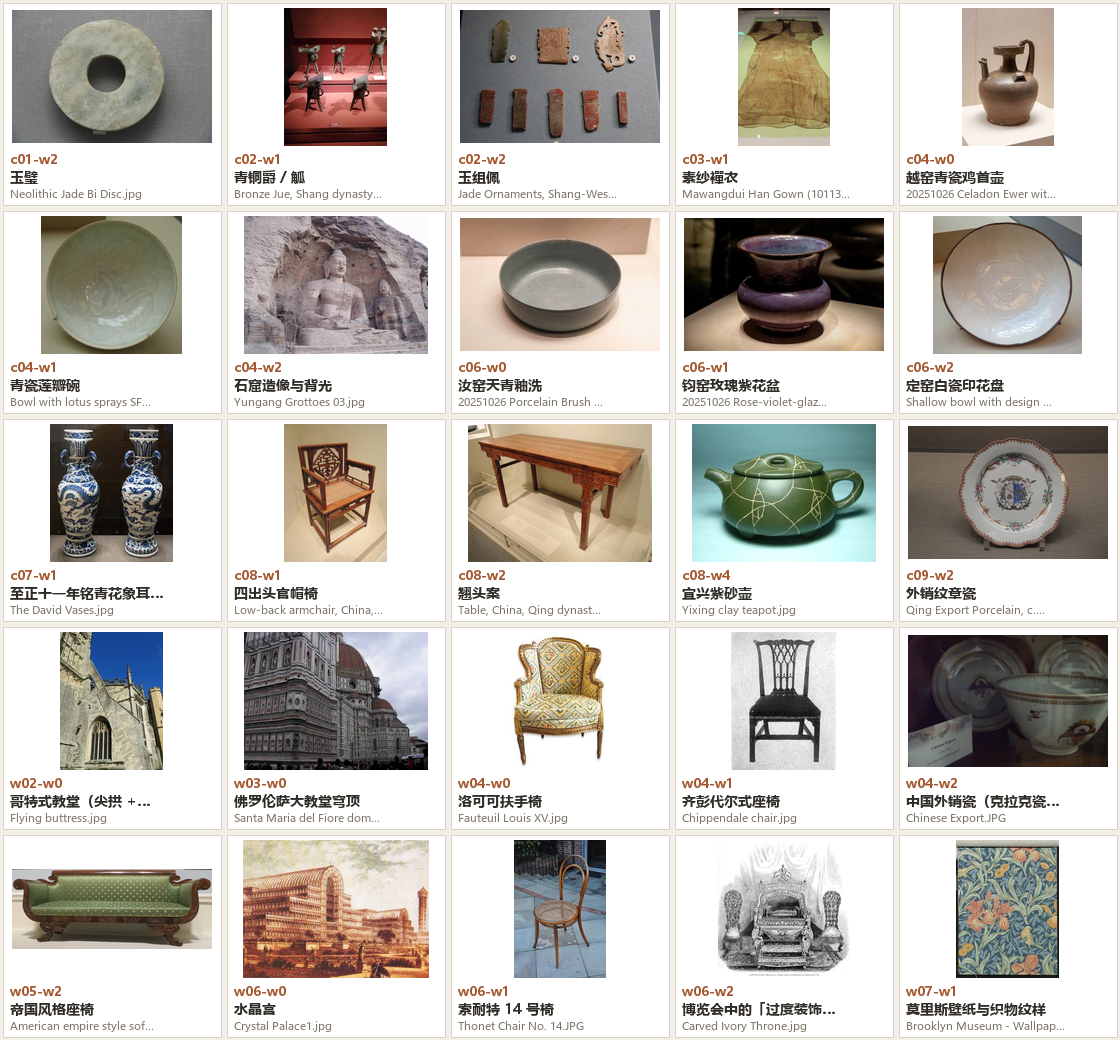 c01-w2
玉璧
Neolithic Jade Bi Disc.jpg
c02-w1
青铜爵 / 觚
Bronze Jue, Shang dynasty...
c02-w2
玉组佩
Jade Ornaments, Shang-Wes...
c03-w1
素纱襌衣
Mawangdui Han Gown (10113...
c04-w0
越窑青瓷鸡首壶
20251026 Celadon Ewer wit...
c04-w1
青瓷莲瓣碗
Bowl with lotus sprays SF...
c04-w2
石窟造像与背光
Yungang Grottoes 03.jpg
c06-w0
汝窑天青釉洗
20251026 Porcelain Brush ...
c06-w1
钧窑玫瑰紫花盆
20251026 Rose-violet-glaz...
c06-w2
定窑白瓷印花盘
Shallow bowl with design ...
c07-w1
至正十一年铭青花象耳...
The David Vases.jpg
c08-w1
四出头官帽椅
Low-back armchair, China,...
c08-w2
翘头案
Table, China, Qing dynast...
c08-w4
宜兴紫砂壶
Yixing clay teapot.jpg
c09-w2
外销纹章瓷
Qing Export Porcelain, c....
w02-w0
哥特式教堂（尖拱 +...
Flying buttress.jpg
w03-w0
佛罗伦萨大教堂穹顶
Santa Maria del Fiore dom...
w04-w0
洛可可扶手椅
Fauteuil Louis XV.jpg
w04-w1
齐彭代尔式座椅
Chippendale chair.jpg
w04-w2
中国外销瓷（克拉克瓷...
Chinese Export.JPG
w05-w2
帝国风格座椅
American empire style sof...
w06-w0
水晶宫
Crystal Palace1.jpg
w06-w1
索耐特 14 号椅
Thonet Chair No. 14.JPG
w06-w2
博览会中的「过度装饰...
Carved Ivory Throne.jpg
w07-w1
莫里斯壁纸与织物纹样
Brooklyn Museum - Wallpap...